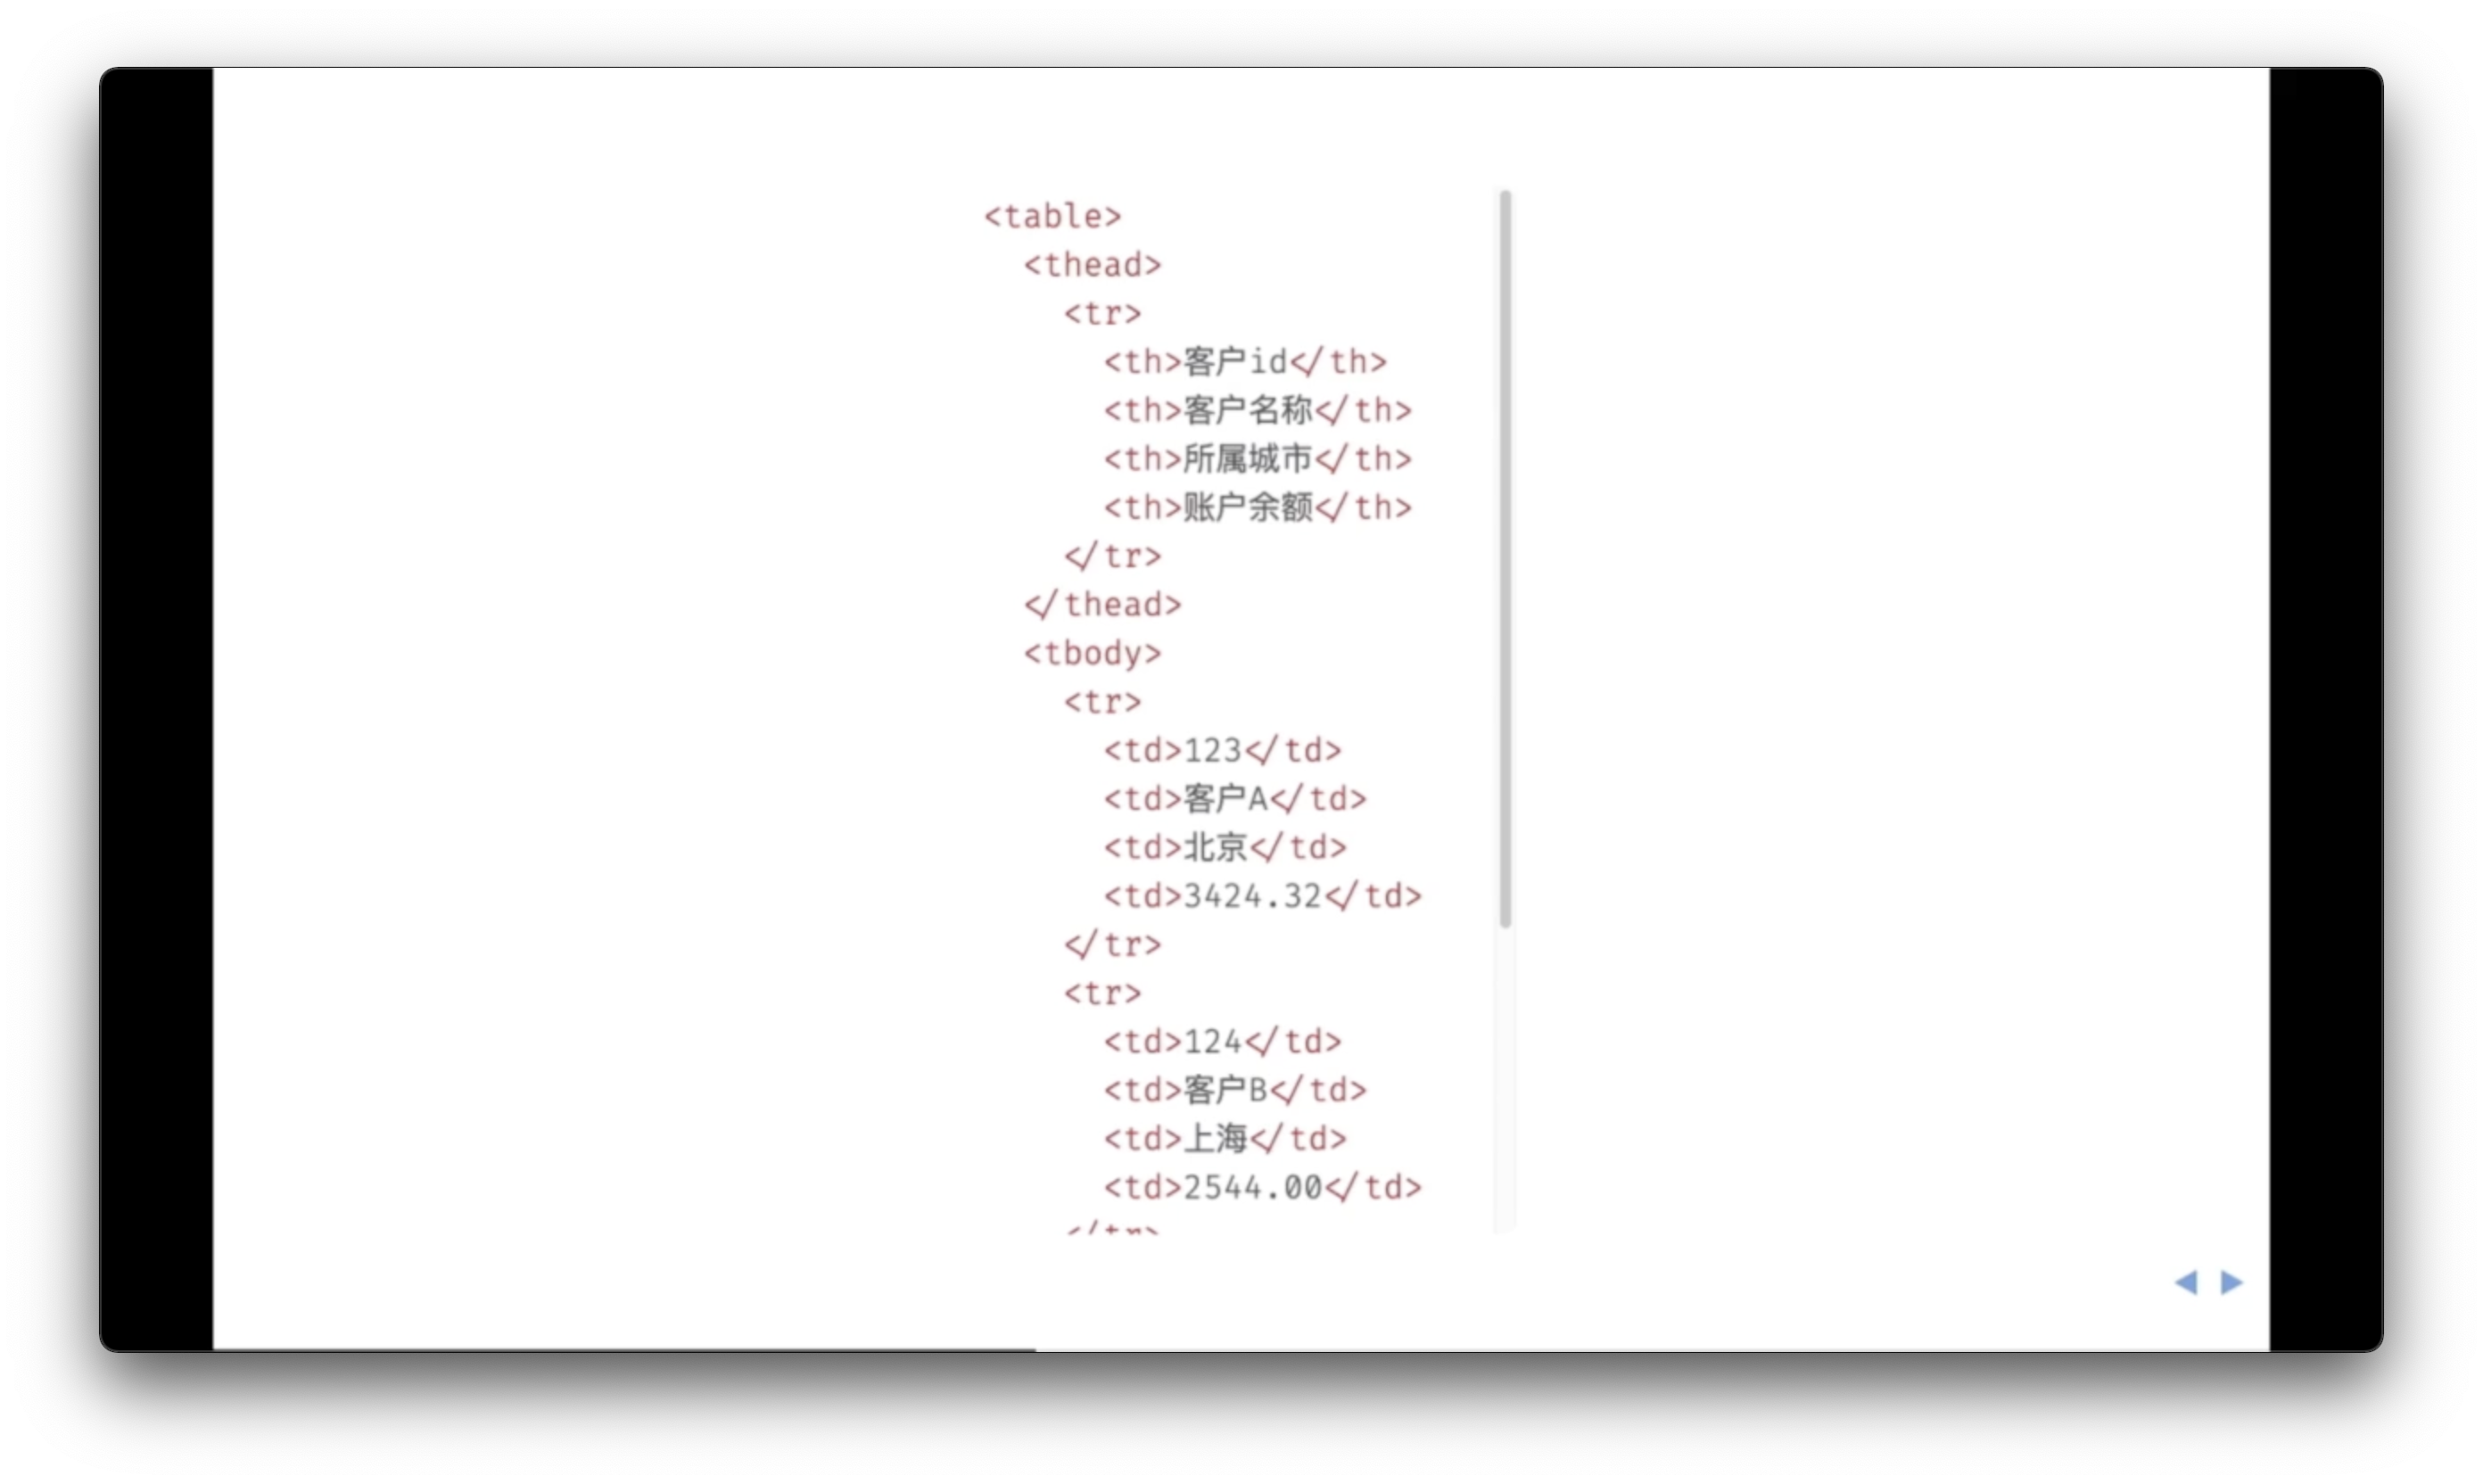 <table>
<thead>
<tr>
<th>客户id</th>
<th>客户名称</th>
<th>所属城市</th>
<th>账户余额</th>
</tr>
</thead>
<tbody>
<tr>
<td>123</td>
<td>客户A</td>
<td>北京</td>
<td>3424.32</td>
</tr>
<tr>
<td>124</td>
<td>客户B</td>
<td>上海</td>
<td>2544.00</td>
</tr>